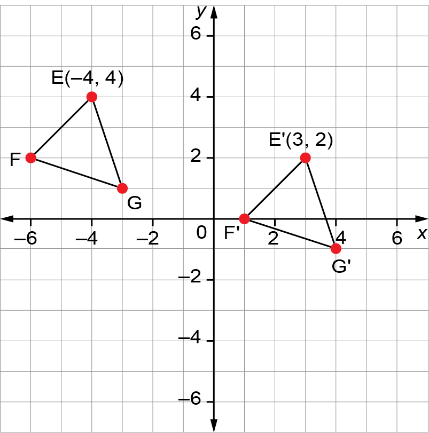 y
6
E(–4, 4)
4
E'(3, 2)
F
2
G
–6
–4
–2
0
F'
2
4
6
x
G'
–2
–4
–6